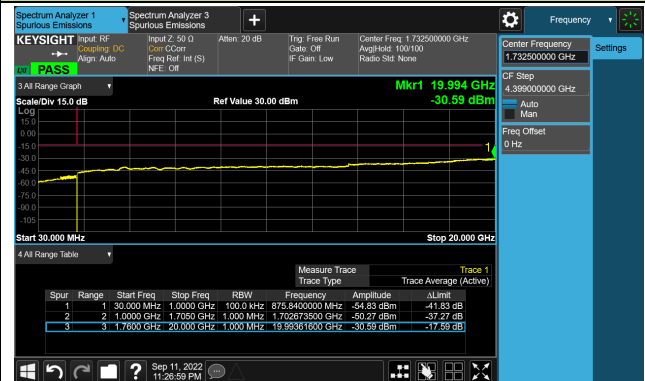 Spectrum Analyzer 1
Spurious Emissions
Spectrum Analyzer 3
Spurious Emissions
Frequency
KEYSIGHT
Input: RF
Coupling: DC
Align: Auto
Input Z: 50 Ω
Corr CCorr
Freq Ref: Int (S)
NFE: Off
Atten: 20 dB
Trig: Free Run
Gate: Off
IF Gain: Low
Center Freq: 1.732500000 GHz
Avg|Hold: 100/100
Radio Std: None
PASS
Center Frequency
1.732500000 GHz
Settings
CF Step
4.399000000 GHz
Auto
Man
Freq Offset
0 Hz
3 All Range Graph
Mkr1 19.994 GHz
-30.59 dBm
Scale/Div 15.0 dB
Ref Value 30.00 dBm
Log
15.0
0.00
-15.0
-30.0
-45.0
-60.0
-75.0
-90.0
-105
1
Start 30.000 MHz
Stop 20.000 GHz
4 All Range Table
Measure Trace Trace 1
Trace Type Trace Average (Active)
Spur Range Start Freq Stop Freq RBW Frequency Amplitude ΔLimit
1 1 30.000 MHz 1.0000 GHz 100.0 kHz 875.8400000 MHz -54.83 dBm -41.83 dB
2 2 1.0000 GHz 1.7050 GHz 1.000 MHz 1.702673500 GHz -50.27 dBm -37.27 dB
3 3 1.7600 GHz 20.000 GHz 1.000 MHz 19.99361600 GHz -30.59 dBm -17.59 dB
Sep 11, 2022
11:26:59 PM